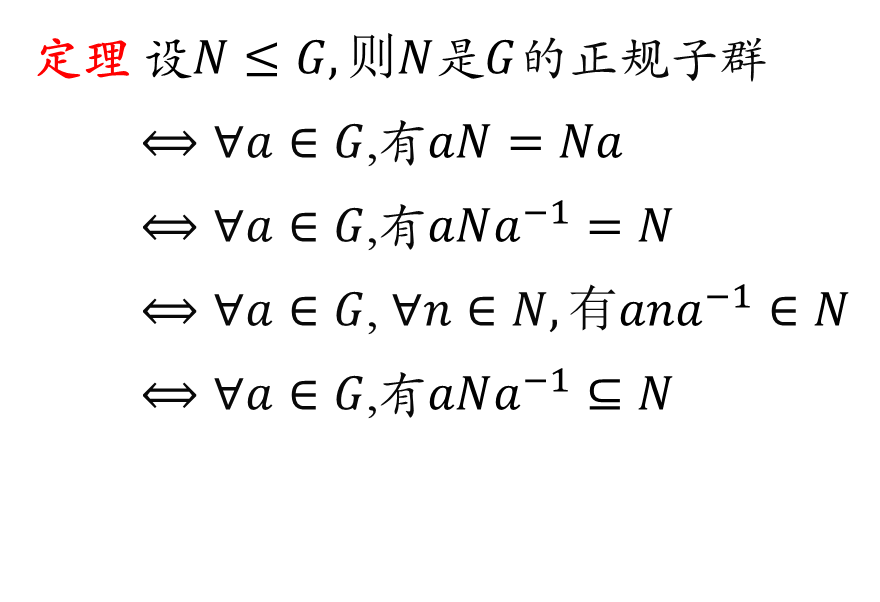 定理 设N ≤ G, 则N是G的正规子群
⟺ ∀a ∈ G,有aN = Na
⟺ ∀a ∈ G,有aNa⁻¹ = N
⟺ ∀a ∈ G, ∀n ∈ N, 有ana⁻¹ ∈ N
⟺ ∀a ∈ G,有aNa⁻¹ ⊆ N